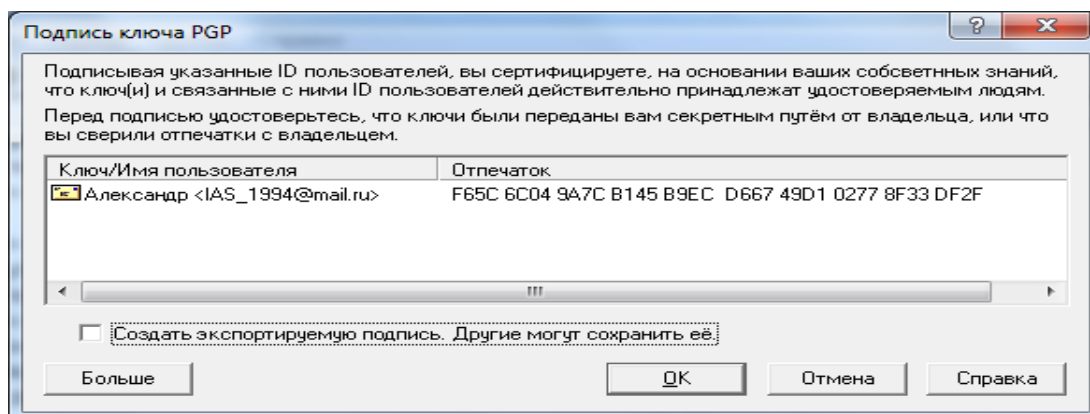 Подпись ключа PGP
Подписывая указанные ID пользователей, вы сертифицируете, на основании ваших собсветнных знаний,
что ключ(и) и связанные с ними ID пользователей действительно принадлежат удостоверяемым людям.
Перед подписью удостоверьтесь, что ключи были переданы вам секретным путём от владельца, или что
вы сверили отпечатки с владельцем.
Ключ/Имя пользователя Отпечаток
Александр <IAS_1994@mail.ru> F65C 6C04 9A7C B145 B9EC D667 49D1 0277 8F33 DF2F
Создать экспортируемую подпись. Другие могут сохранить её.
Больше OK Отмена Справка